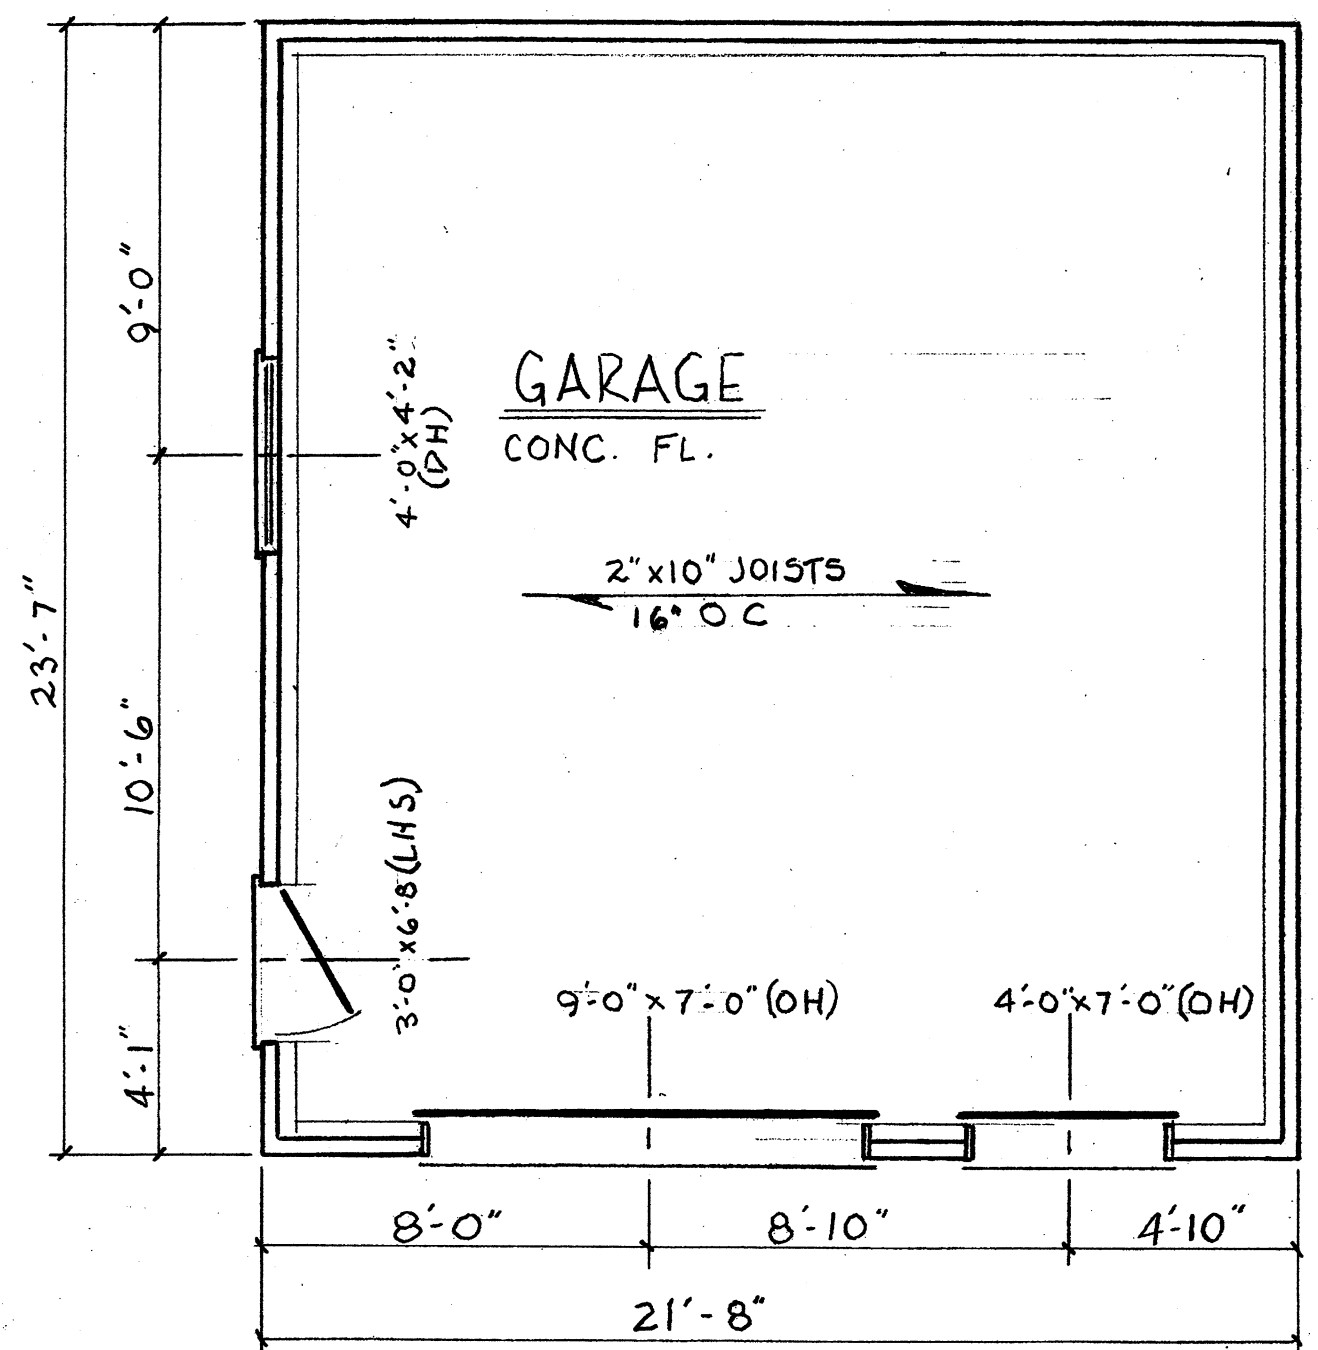 GARAGE
CONC. FL.
2"x10" JOISTS
16" O C
9'-0"
10'-6"
4'-1"
23'-7"
4'-0"x4'-2"
(DH)
3'-0"x6'-8(LHS)
9'-0" x 7'-0" (OH)
4'-0"x7'-0"(OH)
8'-0"
8'-10"
4'-10"
21'-8"